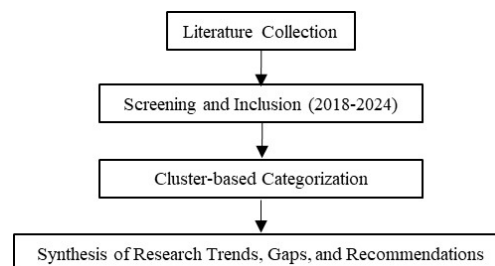 Literature Collection
Screening and Inclusion (2018-2024)
Cluster-based Categorization
Synthesis of Research Trends, Gaps, and Recommendations